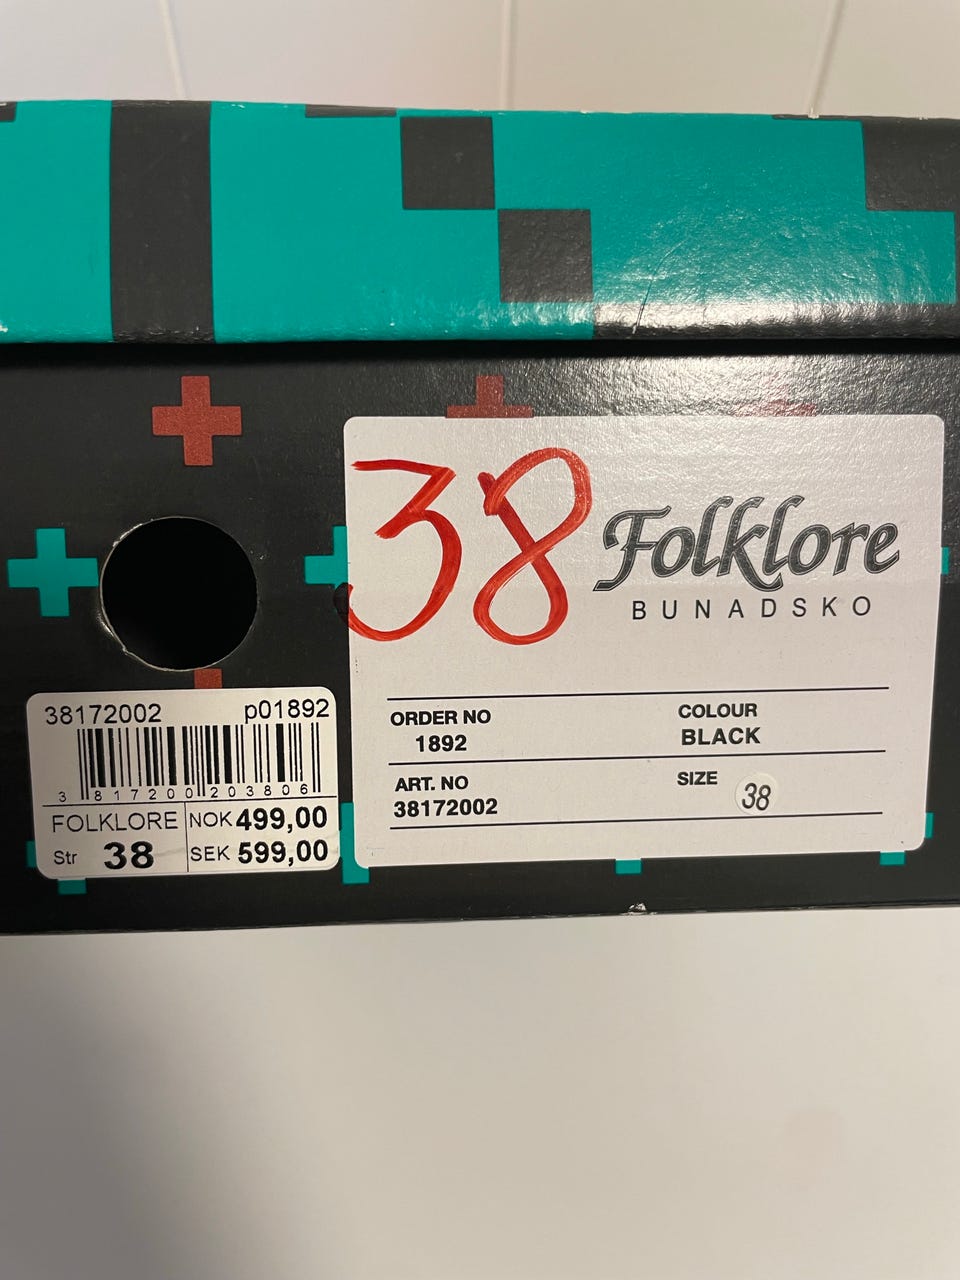 38
Folklore
BUNADSKO
ORDER NO
1892
COLOUR
BLACK
ART. NO
38172002
SIZE
38
38172002 p01892
3 817200 203806
FOLKLORE NOK 499,00
Str 38 SEK 599,00